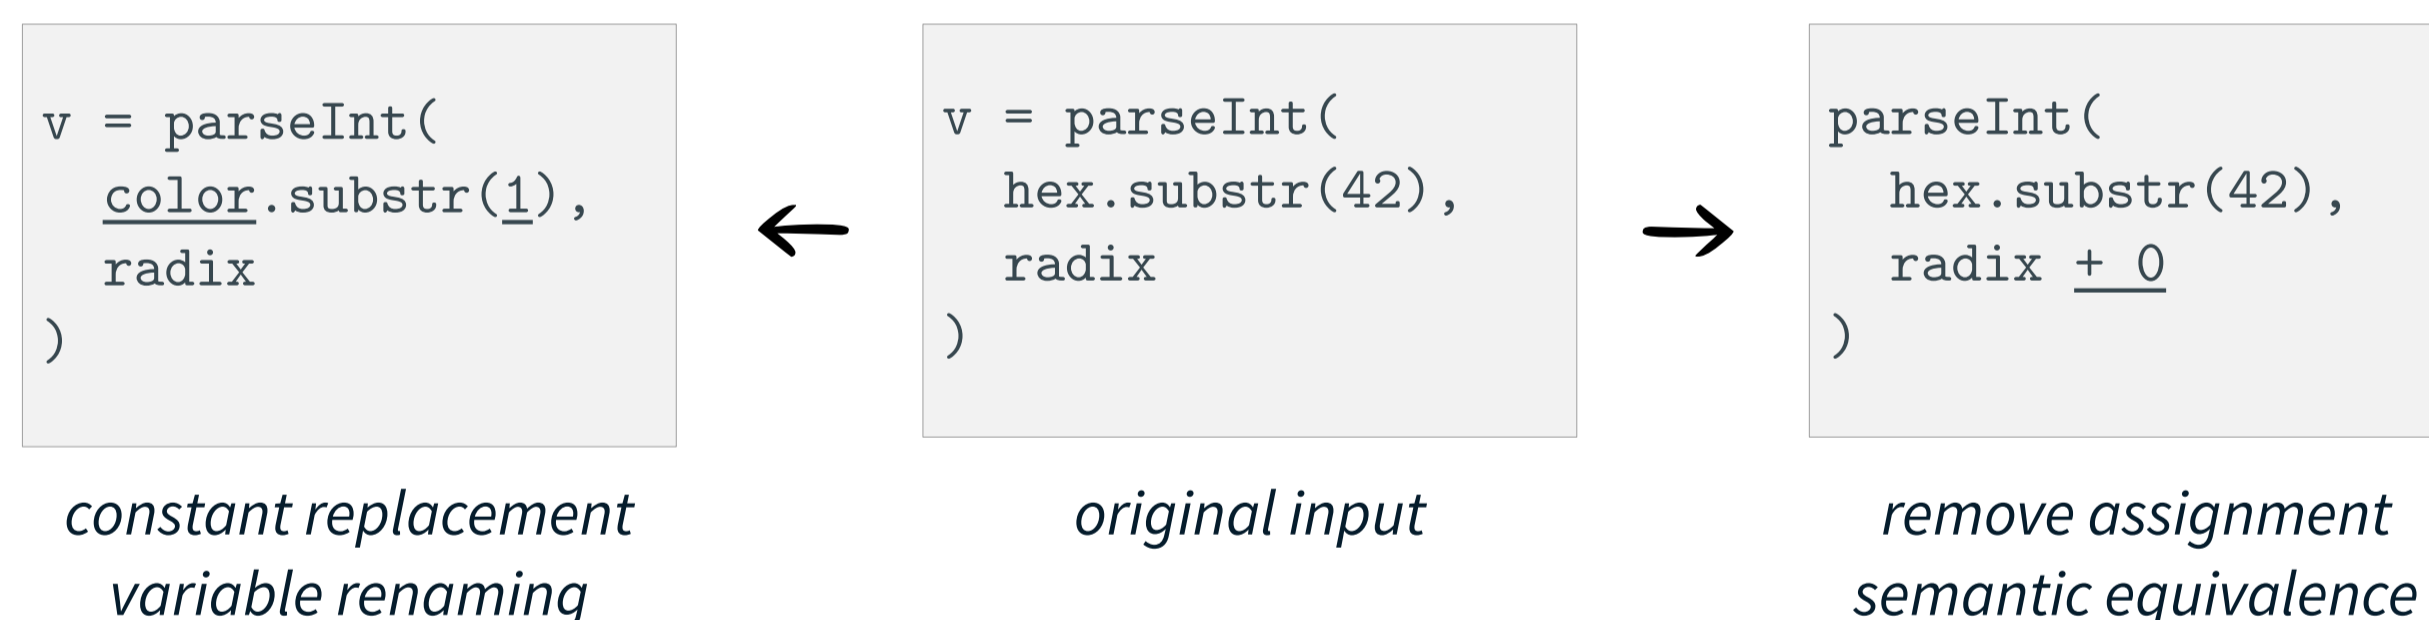 v = parseInt(
  color.substr(1),
  radix
)
constant replacement
variable renaming
v = parseInt(
  hex.substr(42),
  radix
)
original input
parseInt(
  hex.substr(42),
  radix + 0
)
remove assignment
semantic equivalence